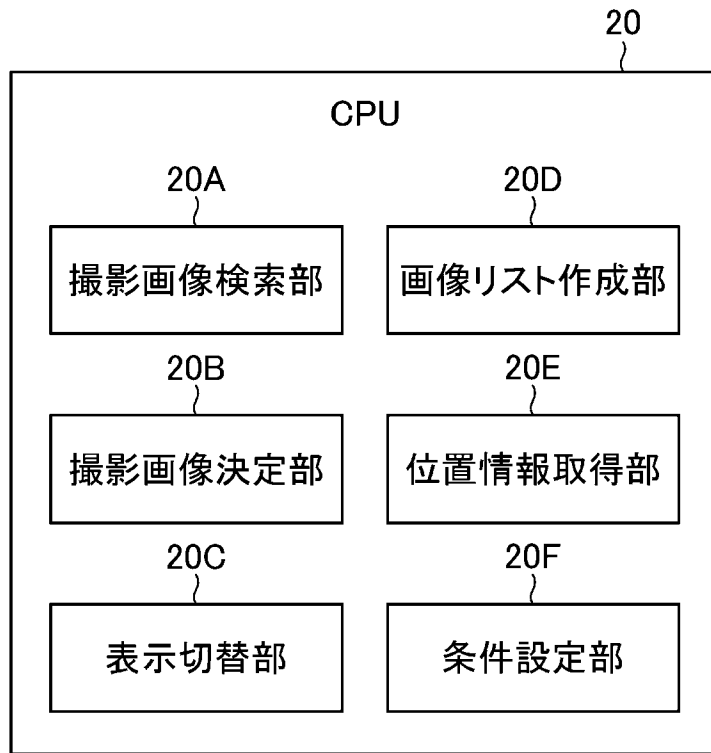 20
CPU
20A
撮影画像検索部
20D
画像リスト作成部
20B
撮影画像決定部
20E
位置情報取得部
20C
表示切替部
20F
条件設定部